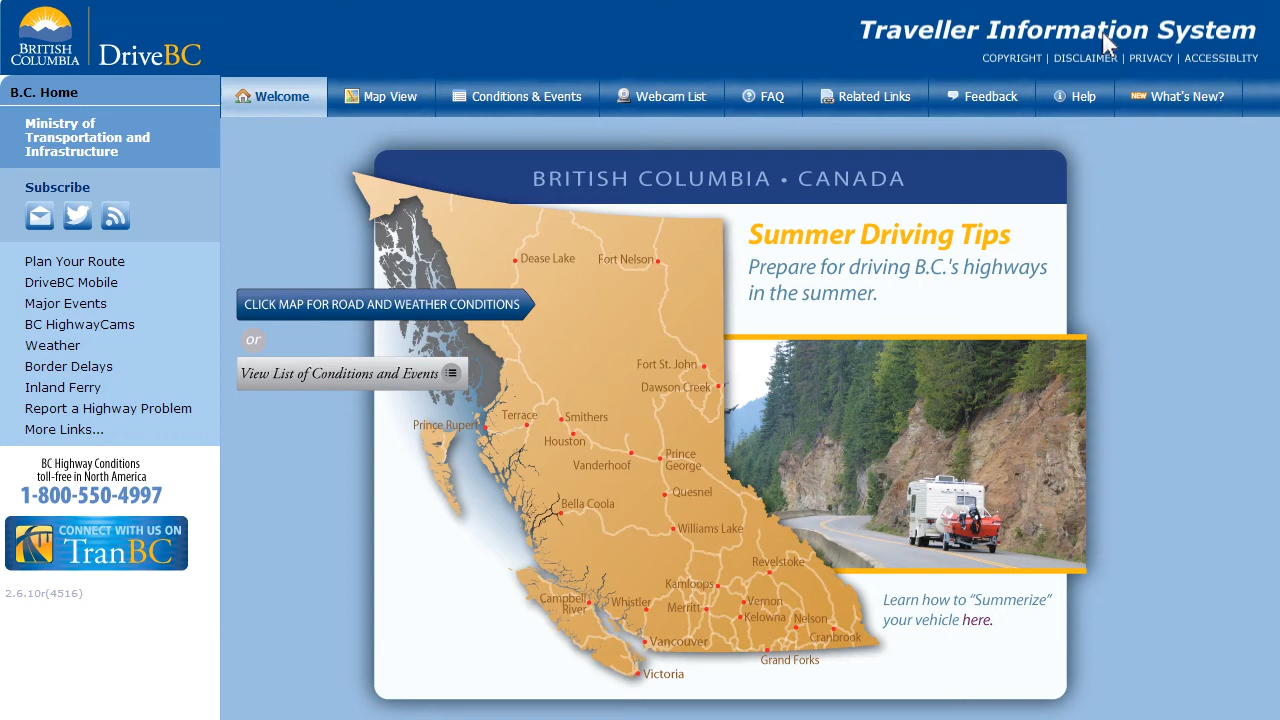 BRITISH
COLUMBIA
DriveBC
Traveller Information System
COPYRIGHT | DISCLAIMER | PRIVACY | ACCESSIBLITY
B.C. Home
Welcome
Map View
Conditions & Events
Webcam List
FAQ
Related Links
Feedback
Help
NEW What's New?
Ministry of
Transportation and
Infrastructure
Subscribe
Plan Your Route
DriveBC Mobile
Major Events
BC HighwayCams
Weather
Border Delays
Inland Ferry
Report a Highway Problem
More Links...
BC Highway Conditions
toll-free in North America
1-800-550-4997
CONNECT WITH US ON
TranBC
2.6.10r(4516)
BRITISH COLUMBIA • CANADA
Summer Driving Tips
Prepare for driving B.C.'s highways
in the summer.
CLICK MAP FOR ROAD AND WEATHER CONDITIONS
or
View List of Conditions and Events
Dease Lake
Fort Nelson
Fort St. John
Dawson Creek
Prince Rupert
Terrace
Smithers
Houston
Vanderhoof
Prince
George
Quesnel
Bella Coola
Williams Lake
Revelstoke
Kamloops
Campbell
River
Whistler
Merritt
Vernon
Kelowna
Nelson
Cranbrook
Vancouver
Grand Forks
Victoria
Learn how to “Summerize”
your vehicle here.